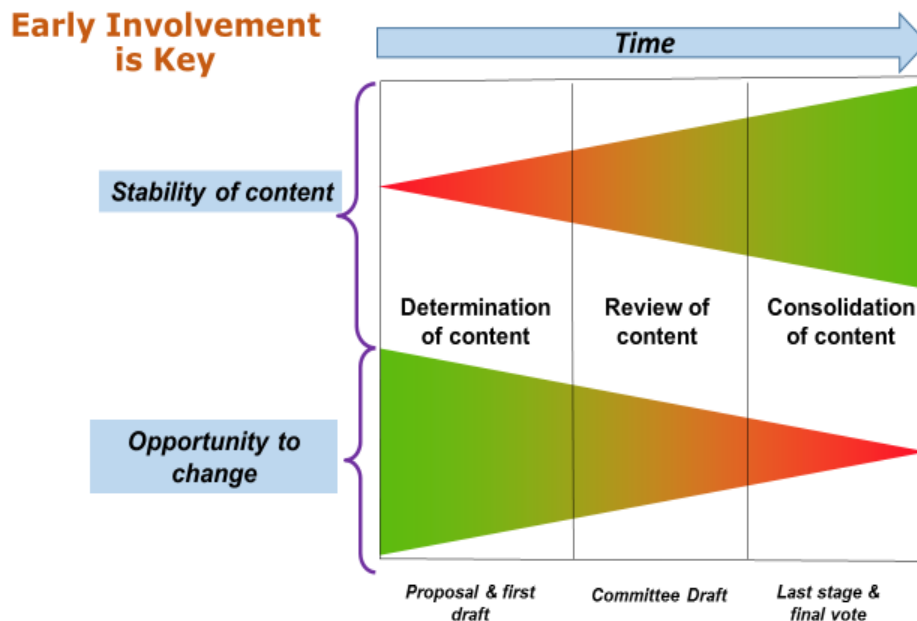 Early Involvement
is Key
Time
Stability of content
Determination
of content
Review of
content
Consolidation
of content
Opportunity to
change
Proposal & first
draft
Committee Draft
Last stage &
final vote